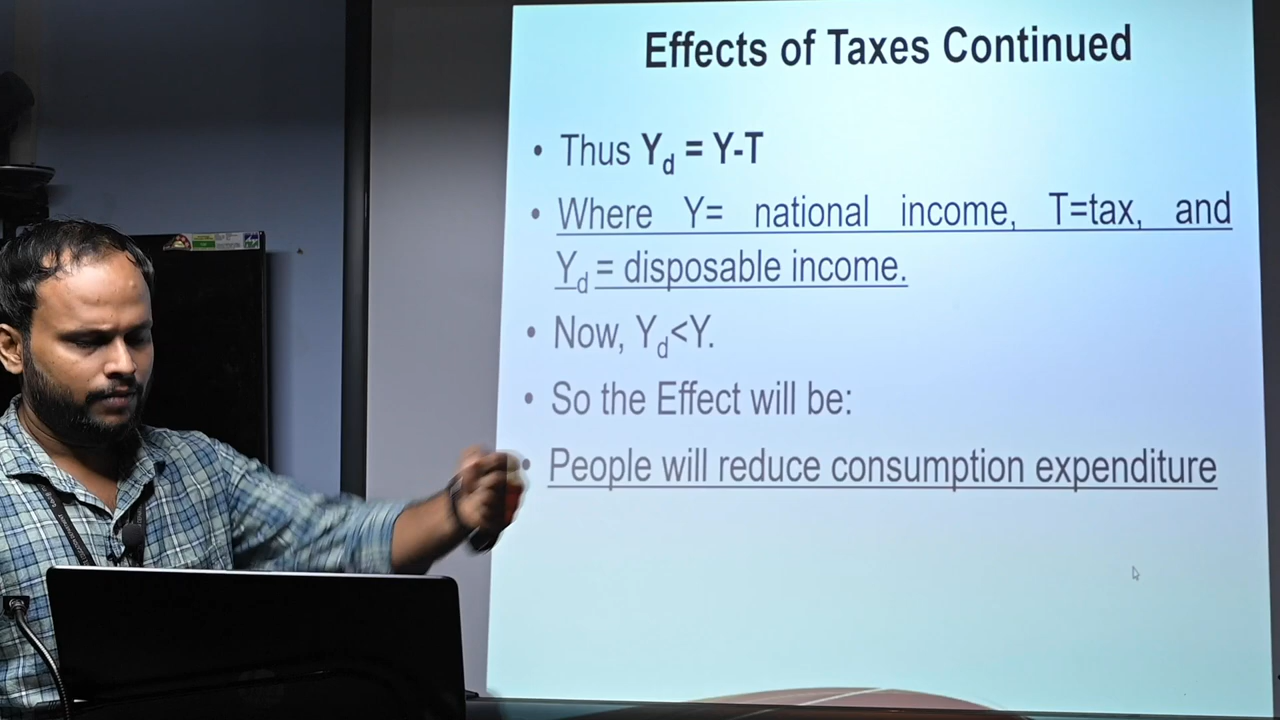 Effects of Taxes Continued
• Thus Yd = Y-T
• Where Y= national income, T=tax, and
Yd = disposable income.
• Now, Yd<Y.
• So the Effect will be:
• People will reduce consumption expenditure